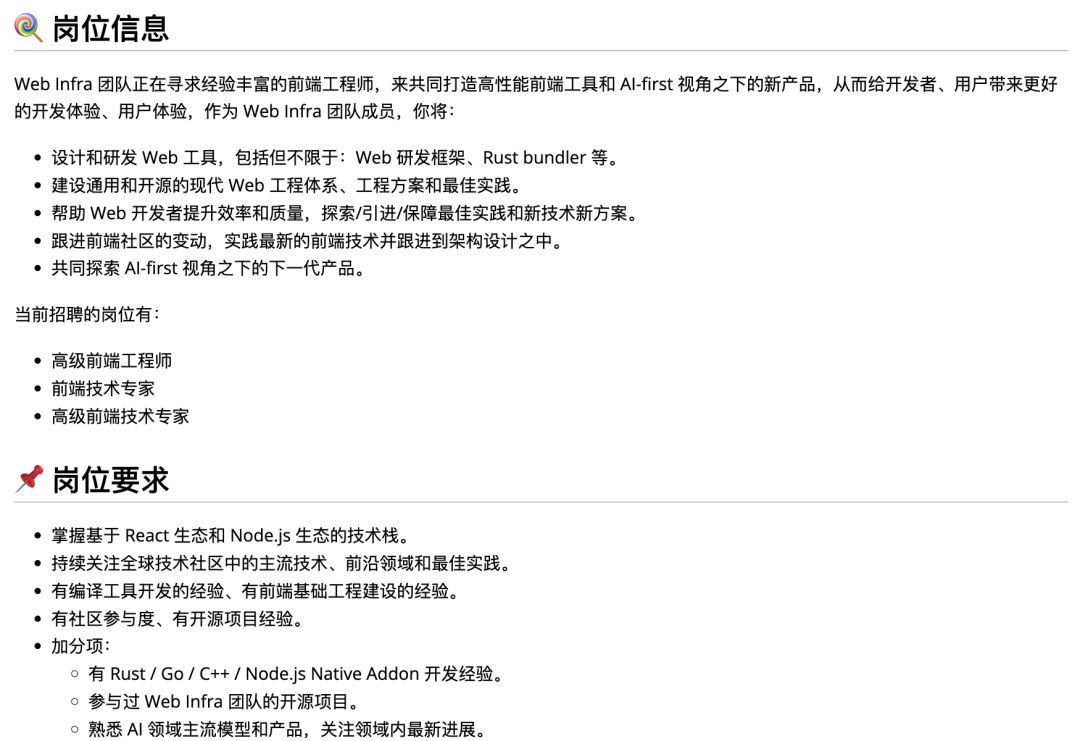 岗位信息
Web Infra 团队正在寻求经验丰富的前端工程师，来共同打造高性能前端工具和 AI-first 视角之下的新产品，从而给开发者、用户带来更好
的开发体验、用户体验，作为 Web Infra 团队成员，你将：
设计和研发 Web 工具，包括但不限于：Web 研发框架、Rust bundler 等。
建设通用和开源的现代 Web 工程体系、工程方案和最佳实践。
帮助 Web 开发者提升效率和质量，探索/引进/保障最佳实践和新技术新方案。
跟进前端社区的变动，实践最新的前端技术并跟进到架构设计之中。
共同探索 AI-first 视角之下的下一代产品。
当前招聘的岗位有：
高级前端工程师
前端技术专家
高级前端技术专家
岗位要求
掌握基于 React 生态和 Node.js 生态的技术栈。
持续关注全球技术社区中的主流技术、前沿领域和最佳实践。
有编译工具开发的经验、有前端基础工程建设的经验。
有社区参与度、有开源项目经验。
加分项：
有 Rust / Go / C++ / Node.js Native Addon 开发经验。
参与过 Web Infra 团队的开源项目。
熟悉 AI 领域主流模型和产品，关注领域内最新进展。